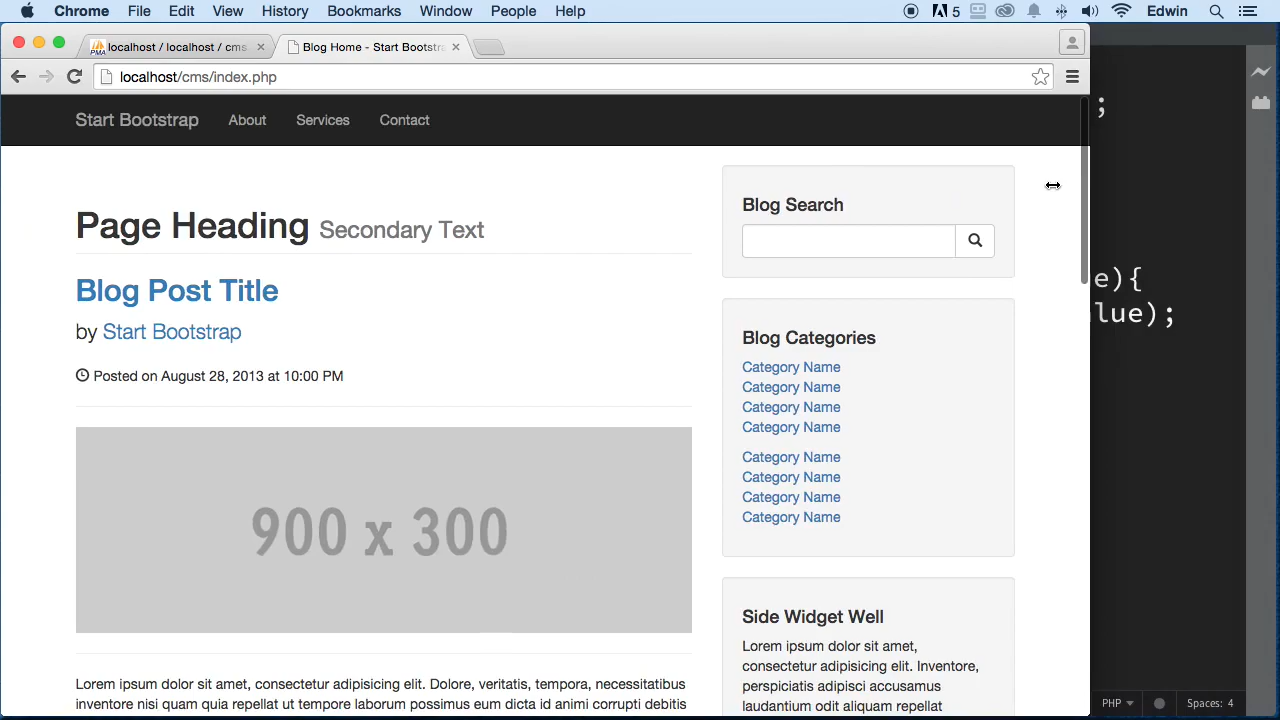 Chrome File Edit View History Bookmarks Window People Help 5 Edwin
PMA localhost / localhost / cms Blog Home - Start Bootstra
localhost/cms/index.php
Start Bootstrap About Services Contact
Page Heading Secondary Text
Blog Post Title
by Start Bootstrap
Posted on August 28, 2013 at 10:00 PM
900 x 300
Lorem ipsum dolor sit amet, consectetur adipisicing elit. Dolore, veritatis, tempora, necessitatibus
inventore nisi quam quia repellat ut tempore laborum possimus eum dicta id animi corrupti debitis
Blog Search
Blog Categories
Category Name
Category Name
Category Name
Category Name
Category Name
Category Name
Category Name
Category Name
Side Widget Well
Lorem ipsum dolor sit amet,
consectetur adipisicing elit. Inventore,
perspiciatis adipisci accusamus
laudantium odit aliquam repellat
;
e){
lue);
PHP Spaces: 4